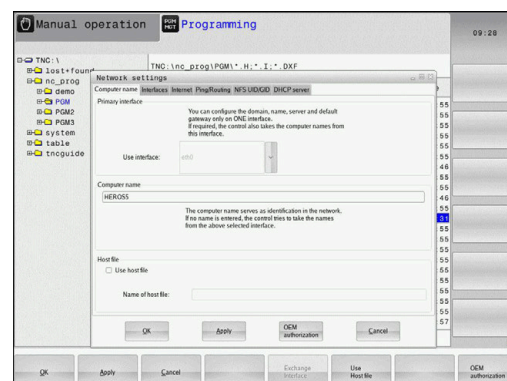 Manual operation
PGM
MGT
Programming
09:28
TNC:\
lost+found
nc_prog
demo
PGM
PGM2
PGM3
system
table
tncguide
TNC:\nc_prog\PGM\*.H;*.I;*.DXF
Network settings
Computer name Interfaces Internet Ping/Routing NFS UID/GID DHCP server
Primary interface
You can configure the domain, name, server and default
gateway only on ONE interface.
If required, the control also takes the computer names from
this interface.
Use interface:
eth0
Computer name
HEROS5
The computer name serves as identification in the network.
If no name is entered, the control tries to take the names
from the above selected interface.
Host file
Use host file
Name of host file:
OK
Apply
OEM
authorization
Cancel
55
55
55
55
55
55
46
55
55
46
55
31
55
55
55
55
55
55
55
55
55
57
OK
Apply
Cancel
Exchange
Interface
Use
Host file
OEM
authorization